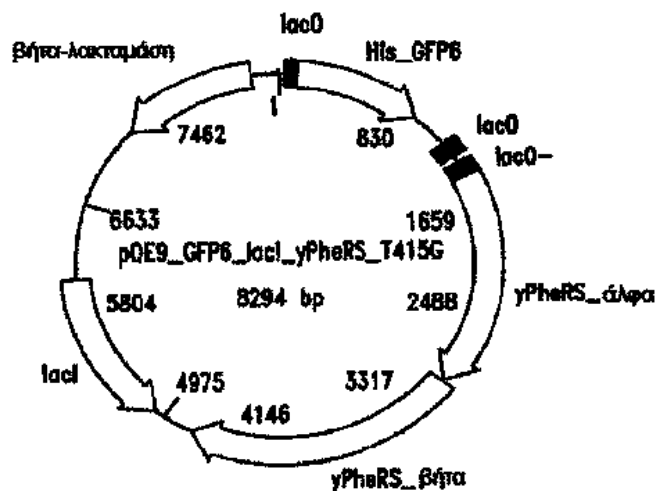 lacO
βήτα-λακταμάση
His_GFP6
1
7462
830
lacO
lacO-
6633
1659
pQE9_GFP6_lacI_yPheRS_T415G
5804
8294 bp
2488
yPheRS_άλφα
lacI
4975
3317
4146
yPheRS_βήτα